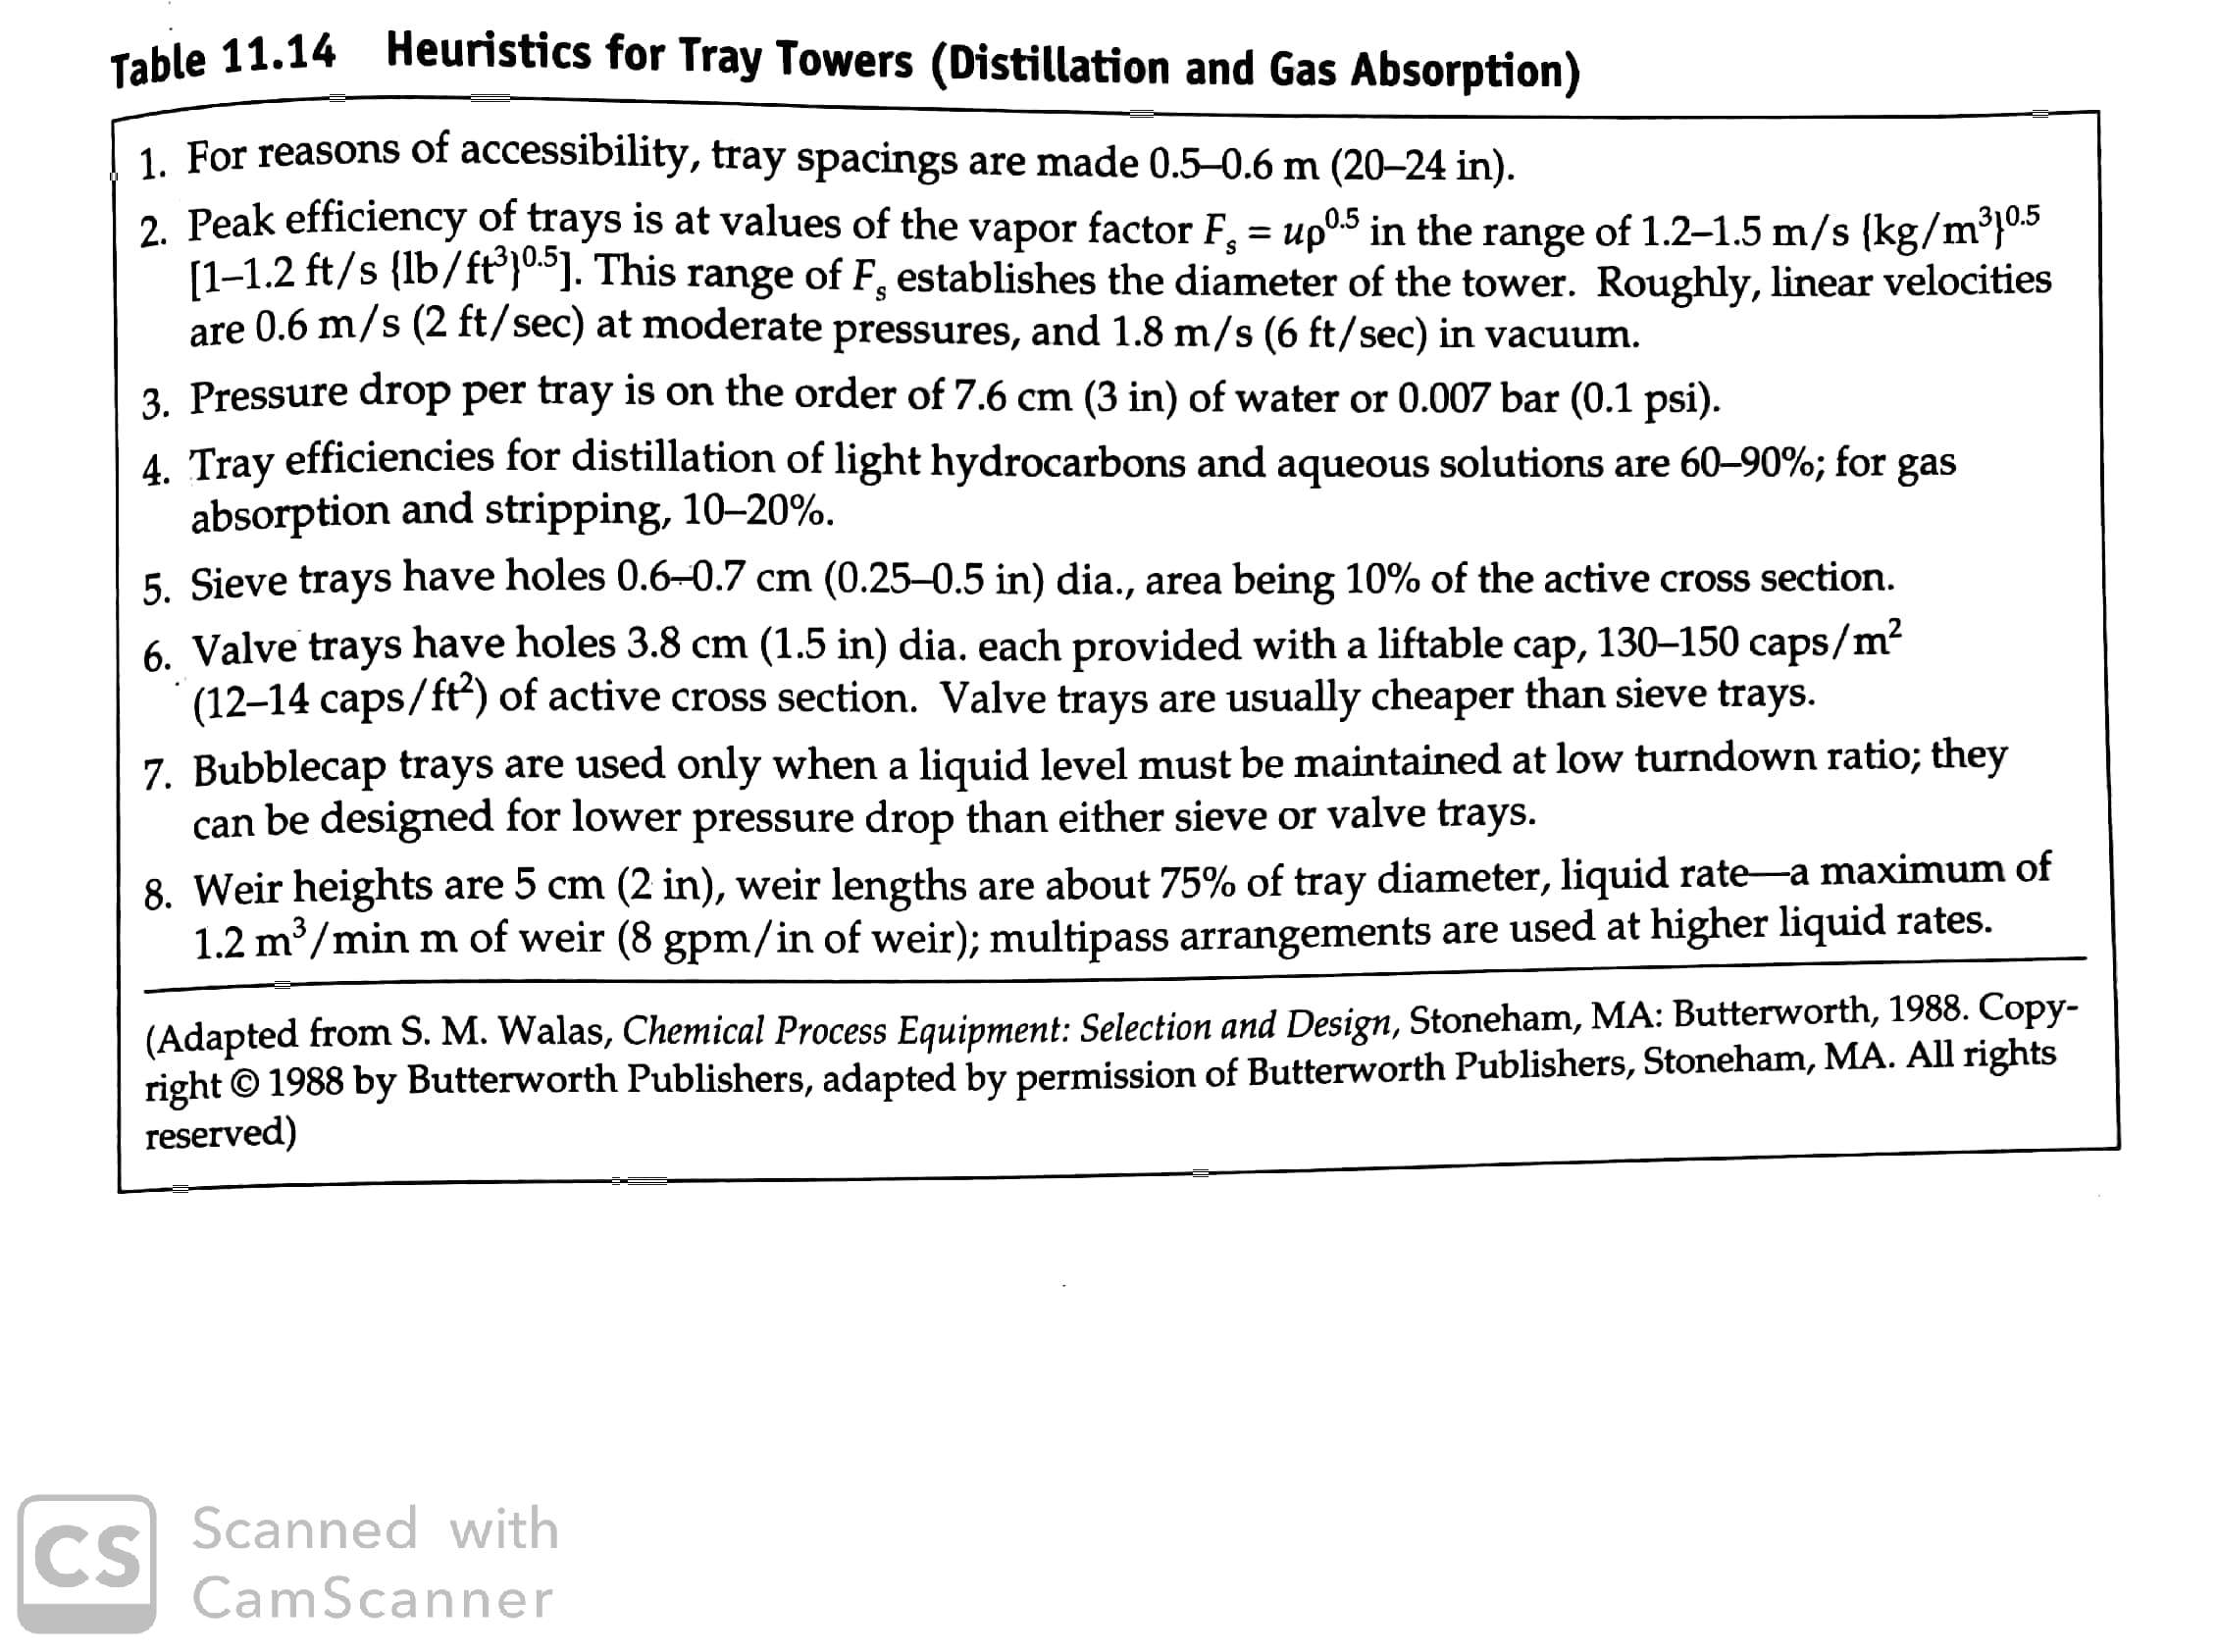 Table 11.14 Heuristics for Tray Towers (Distillation and Gas Absorption)
1. For reasons of accessibility, tray spacings are made 0.5–0.6 m (20–24 in).
2. Peak efficiency of trays is at values of the vapor factor Fₛ = uρ^0.5 in the range of 1.2–1.5 m/s {kg/m³}^0.5
[1–1.2 ft/s {lb/ft³}^0.5]. This range of Fₛ establishes the diameter of the tower. Roughly, linear velocities
are 0.6 m/s (2 ft/sec) at moderate pressures, and 1.8 m/s (6 ft/sec) in vacuum.
3. Pressure drop per tray is on the order of 7.6 cm (3 in) of water or 0.007 bar (0.1 psi).
4. Tray efficiencies for distillation of light hydrocarbons and aqueous solutions are 60–90%; for gas
absorption and stripping, 10–20%.
5. Sieve trays have holes 0.6–0.7 cm (0.25–0.5 in) dia., area being 10% of the active cross section.
6. Valve trays have holes 3.8 cm (1.5 in) dia. each provided with a liftable cap, 130–150 caps/m²
(12–14 caps/ft²) of active cross section. Valve trays are usually cheaper than sieve trays.
7. Bubblecap trays are used only when a liquid level must be maintained at low turndown ratio; they
can be designed for lower pressure drop than either sieve or valve trays.
8. Weir heights are 5 cm (2 in), weir lengths are about 75% of tray diameter, liquid rate—a maximum of
1.2 m³/min m of weir (8 gpm/in of weir); multipass arrangements are used at higher liquid rates.
(Adapted from S. M. Walas, Chemical Process Equipment: Selection and Design, Stoneham, MA: Butterworth, 1988. Copy-
right © 1988 by Butterworth Publishers, adapted by permission of Butterworth Publishers, Stoneham, MA. All rights
reserved)
CS Scanned with
CamScanner